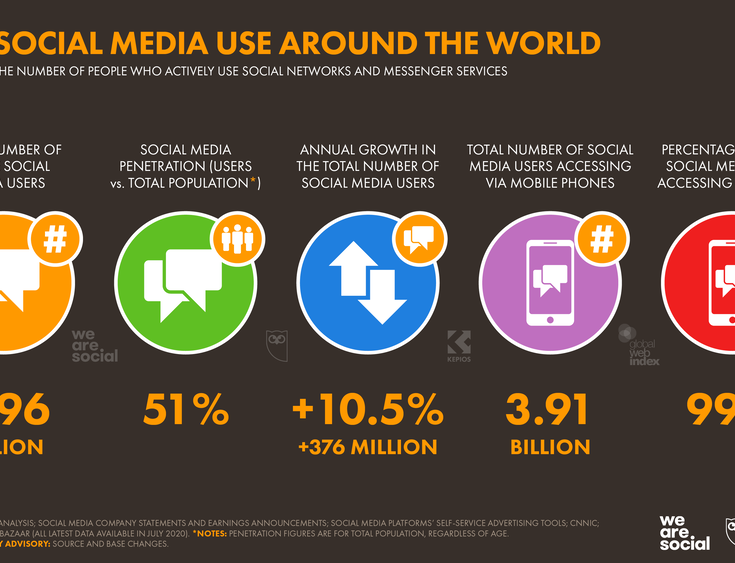 SOCIAL MEDIA USE AROUND THE WORLD
HE NUMBER OF PEOPLE WHO ACTIVELY USE SOCIAL NETWORKS AND MESSENGER SERVICES
UMBER OF
SOCIAL
A USERS
SOCIAL MEDIA
PENETRATION (USERS
vs. TOTAL POPULATION*)
ANNUAL GROWTH IN
THE TOTAL NUMBER OF
SOCIAL MEDIA USERS
TOTAL NUMBER OF SOCIAL
MEDIA USERS ACCESSING
VIA MOBILE PHONES
PERCENTAG
SOCIAL ME
ACCESSING
#
#
we
are
social
KEPIOS
global
web
index
96
LION
51%
+10.5%
+376 MILLION
3.91
BILLION
99
ANALYSIS; SOCIAL MEDIA COMPANY STATEMENTS AND EARNINGS ANNOUNCEMENTS; SOCIAL MEDIA PLATFORMS' SELF-SERVICE ADVERTISING TOOLS; CNNIC;
BAZAAR (ALL LATEST DATA AVAILABLE IN JULY 2020). *NOTES: PENETRATION FIGURES ARE FOR TOTAL POPULATION, REGARDLESS OF AGE.
Y ADVISORY: SOURCE AND BASE CHANGES.
we
are
social